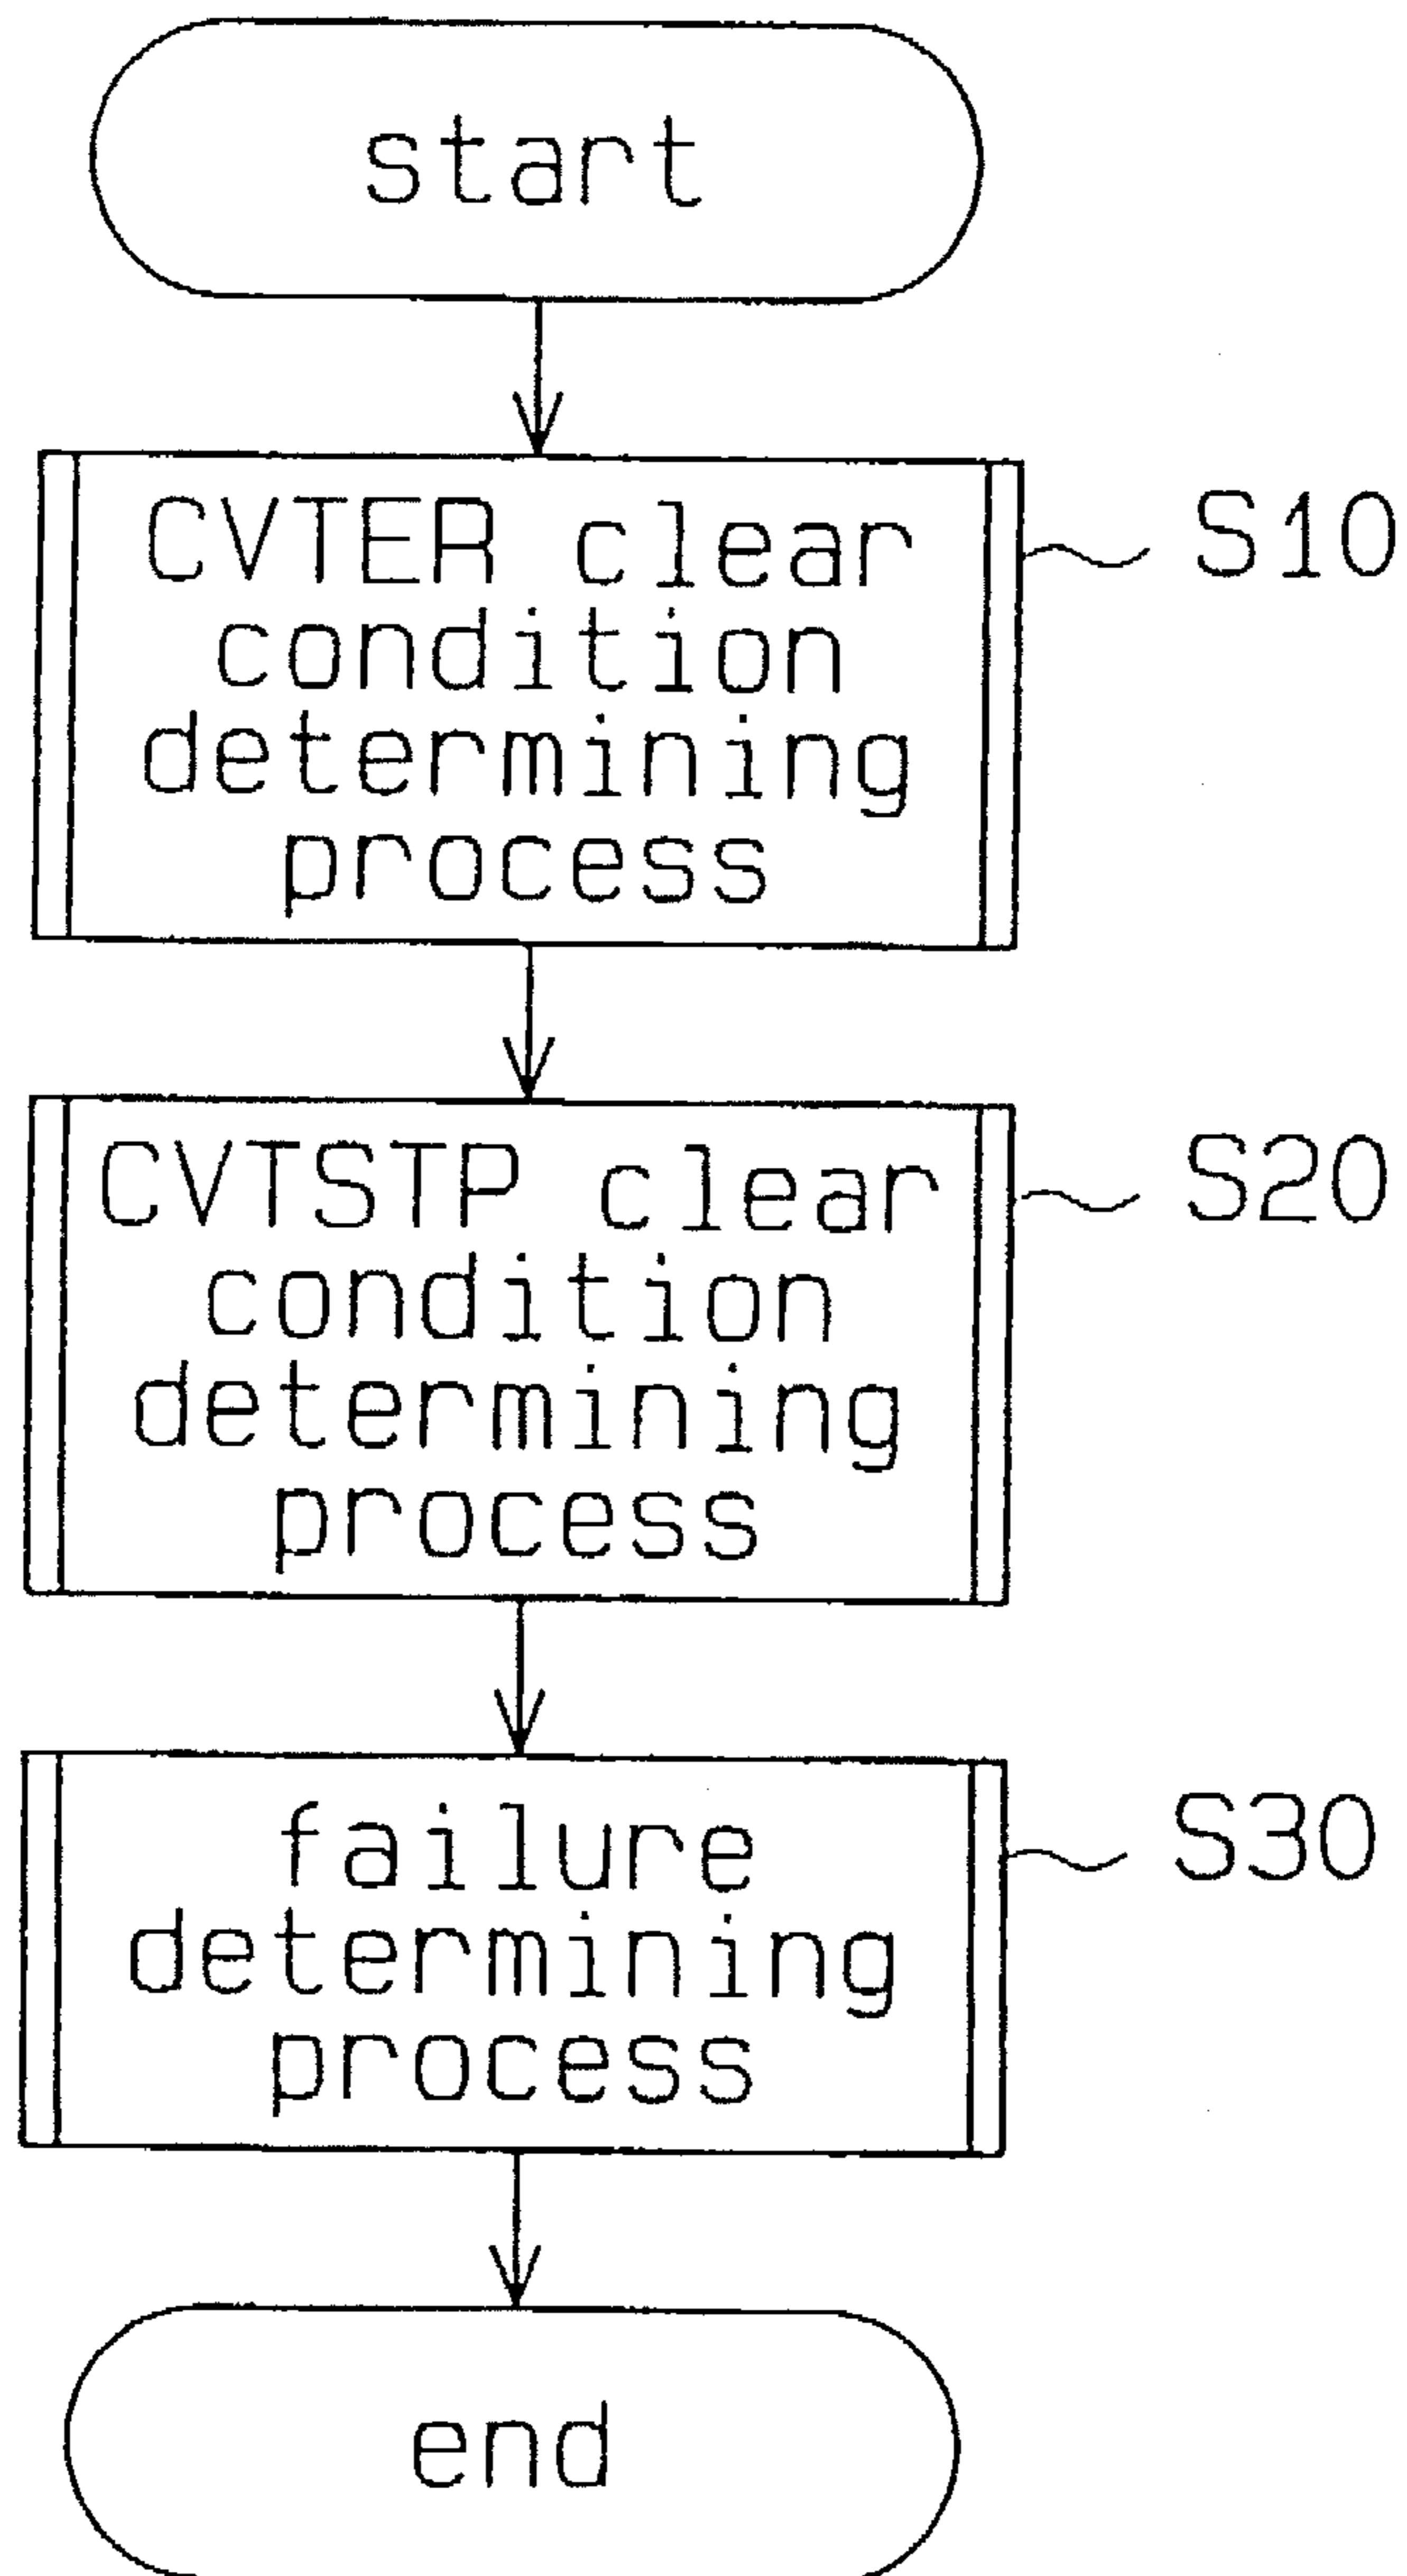 start
CVTER clear
condition
determining
process
S10
CVTSTP clear
condition
determining
process
S20
failure
determining
process
S30
end